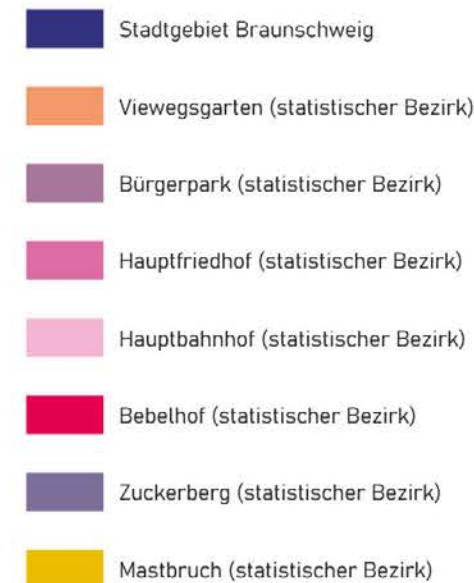 Stadtgebiet Braunschweig
Viewegsgarten (statistischer Bezirk)
Bürgerpark (statistischer Bezirk)
Hauptfriedhof (statistischer Bezirk)
Hauptbahnhof (statistischer Bezirk)
Bebelhof (statistischer Bezirk)
Zuckerberg (statistischer Bezirk)
Mastbruch (statistischer Bezirk)